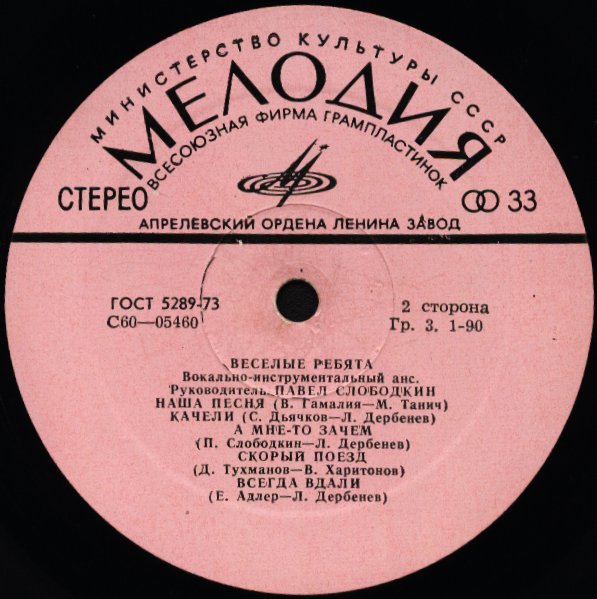 МИНИСТЕРСТВО КУЛЬТУРЫ СССР
МЕЛОДИЯ
ВСЕСОЮЗНАЯ ФИРМА ГРАМПЛАСТИНОК
СТЕРЕО
33
АПРЕЛЕВСКИЙ ОРДЕНА ЛЕНИНА ЗАВОД
ГОСТ 5289-73
С60—05460
2 сторона
Гр. 3. 1-90
ВЕСЕЛЫЕ РЕБЯТА
Вокально-инструментальный анс.
Руководитель ПАВЕЛ СЛОБОДКИН
НАША ПЕСНЯ (В. Гамалия—М. Танич)
КАЧЕЛИ (С. Дьячков—Л. Дербенев)
А МНЕ-ТО ЗАЧЕМ
(П. Слободкин—Л. Дербенев)
СКОРЫЙ ПОЕЗД
(Д. Тухманов—В. Харитонов)
ВСЕГДА ВДАЛИ
(Е. Адлер—Л. Дербенев)